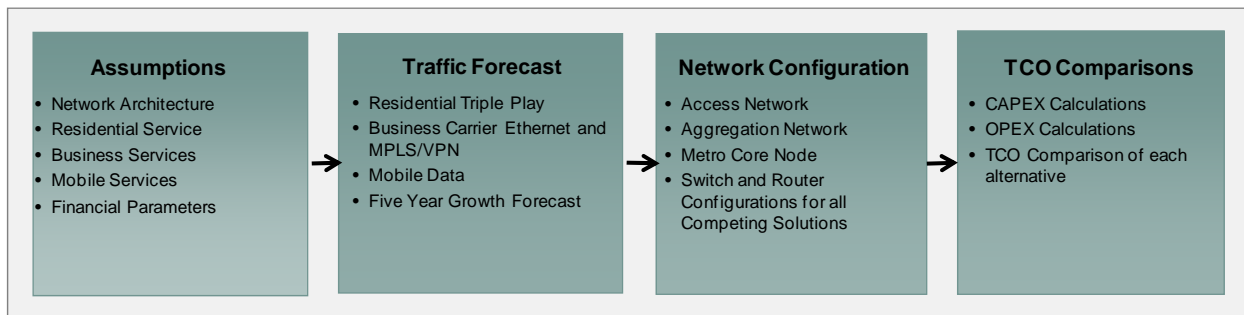 Assumptions
• Network Architecture
• Residential Service
• Business Services
• Mobile Services
• Financial Parameters
Traffic Forecast
• Residential Triple Play
• Business Carrier Ethernet and
MPLS/VPN
• Mobile Data
• Five Year Growth Forecast
Network Configuration
• Access Network
• Aggregation Network
• Metro Core Node
• Switch and Router
Configurations for all
Competing Solutions
TCO Comparisons
• CAPEX Calculations
• OPEX Calculations
• TCO Comparison of each
alternative